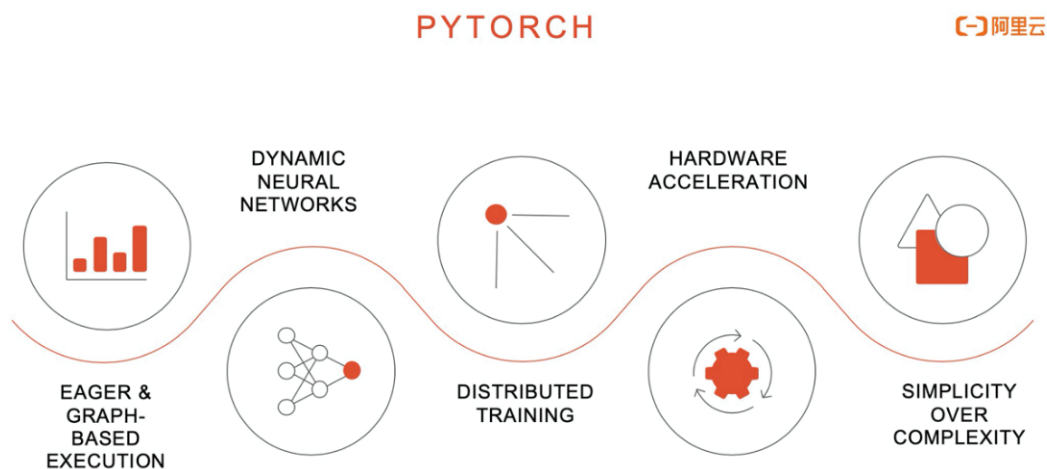 PYTORCH
阿里云
EAGER &
GRAPH-
BASED
EXECUTION
DYNAMIC
NEURAL
NETWORKS
DISTRIBUTED
TRAINING
HARDWARE
ACCELERATION
SIMPLICITY
OVER
COMPLEXITY